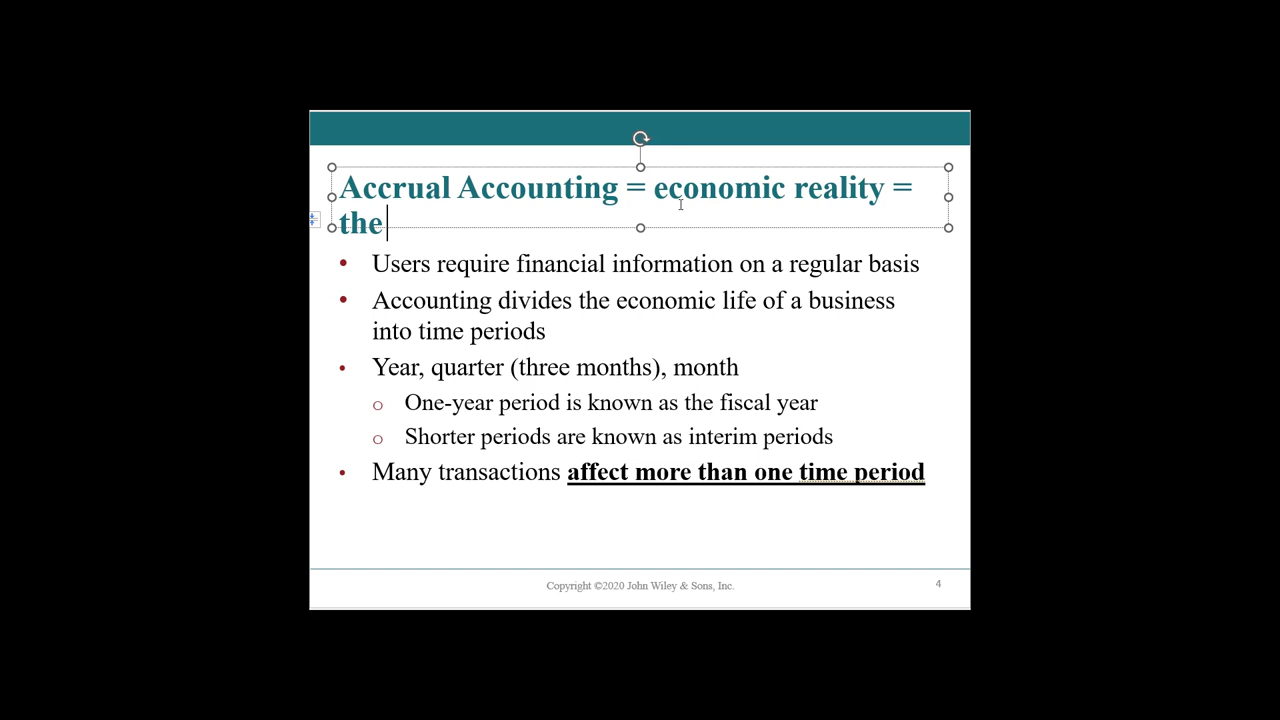 Accrual Accounting = economic reality =
the
• Users require financial information on a regular basis
• Accounting divides the economic life of a business
into time periods
• Year, quarter (three months), month
o One-year period is known as the fiscal year
o Shorter periods are known as interim periods
• Many transactions affect more than one time period
Copyright ©2020 John Wiley & Sons, Inc.
4